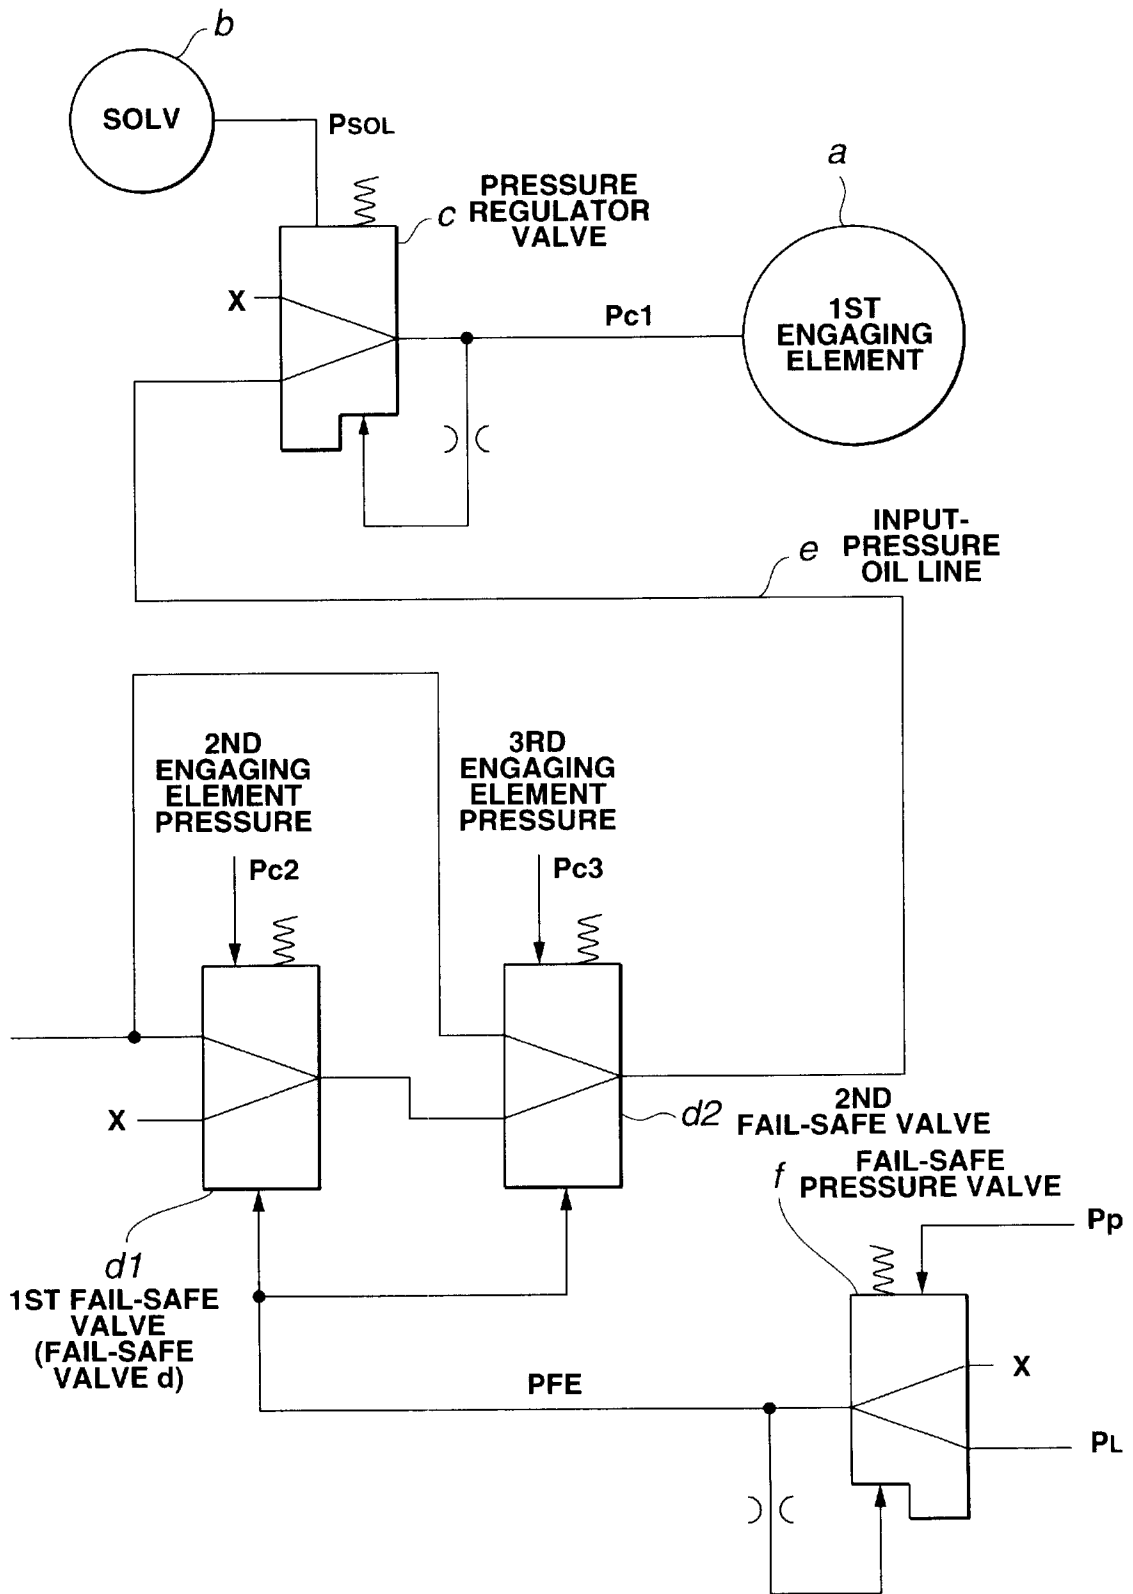 b
SOLV
PSOL
a
PRESSURE
REGULATOR
VALVE
c
X
Pc1
1ST
ENGAGING
ELEMENT
INPUT-
PRESSURE
OIL LINE
e
2ND
ENGAGING
ELEMENT
PRESSURE
3RD
ENGAGING
ELEMENT
PRESSURE
Pc2
Pc3
X
d2
2ND
FAIL-SAFE VALVE
f
FAIL-SAFE
PRESSURE VALVE
Pp
d1
1ST FAIL-SAFE
VALVE
(FAIL-SAFE
VALVE d)
X
PFE
PL